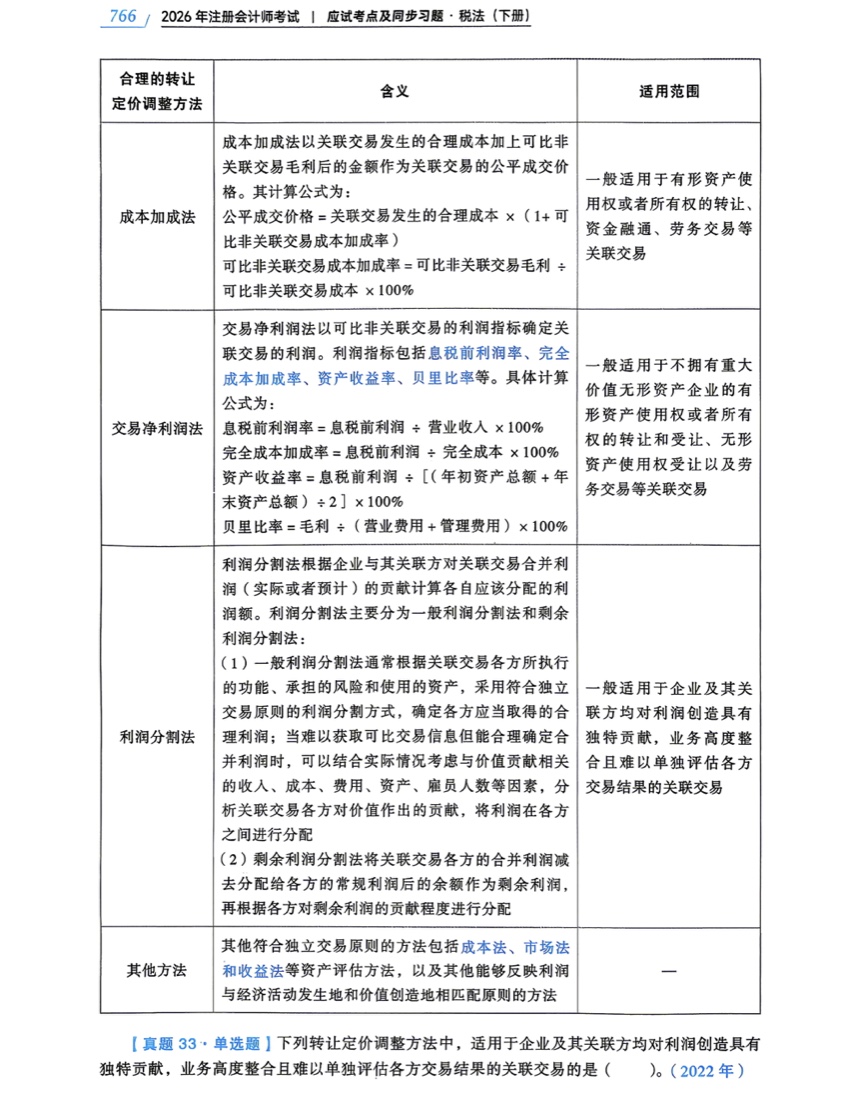 766 / 2026年注册会计师考试 | 应试考点及同步习题·税法（下册）
合理的转让
定价调整方法
含义
适用范围
成本加成法
成本加成法以关联交易发生的合理成本加上可比非
关联交易毛利后的金额作为关联交易的公平成交价
格。其计算公式为：
公平成交价格=关联交易发生的合理成本×（1+可
比非关联交易成本加成率）
可比非关联交易成本加成率=可比非关联交易毛利÷
可比非关联交易成本×100%
一般适用于有形资产使
用权或者所有权的转让、
资金融通、劳务交易等
关联交易
交易净利润法
交易净利润法以可比非关联交易的利润指标确定关
联交易的利润。利润指标包括息税前利润率、完全
成本加成率、资产收益率、贝里比率等。具体计算
公式为：
息税前利润率=息税前利润÷营业收入×100%
完全成本加成率=息税前利润÷完全成本×100%
资产收益率=息税前利润÷[（年初资产总额+年
末资产总额）÷2]×100%
贝里比率=毛利÷（营业费用+管理费用）×100%
一般适用于不拥有重大
价值无形资产企业的有
形资产使用权或者所有
权的转让和受让、无形
资产使用权受让以及劳
务交易等关联交易
利润分割法
利润分割法根据企业与其关联方对关联交易合并利
润（实际或者预计）的贡献计算各自应该分配的利
润额。利润分割法主要分为一般利润分割法和剩余
利润分割法：
（1）一般利润分割法通常根据关联交易各方所执行
的功能、承担的风险和使用的资产，采用符合独立
交易原则的利润分割方式，确定各方应当取得的合
理利润；当难以获取可比交易信息但能合理确定合
并利润时，可以结合实际情况考虑与价值贡献相关
的收入、成本、费用、资产、雇员人数等因素，分
析关联交易各方对价值作出的贡献，将利润在各方
之间进行分配
（2）剩余利润分割法将关联交易各方的合并利润减
去分配给各方的常规利润后的余额作为剩余利润，
再根据各方对剩余利润的贡献程度进行分配
一般适用于企业及其关
联方均对利润创造具有
独特贡献，业务高度整
合且难以单独评估各方
交易结果的关联交易
其他方法
其他符合独立交易原则的方法包括成本法、市场法
和收益法等资产评估方法，以及其他能够反映利润
与经济活动发生地和价值创造地相匹配原则的方法
—
【真题33·单选题】下列转让定价调整方法中，适用于企业及其关联方均对利润创造具有
独特贡献，业务高度整合且难以单独评估各方交易结果的关联交易的是（　　）。（2022年）